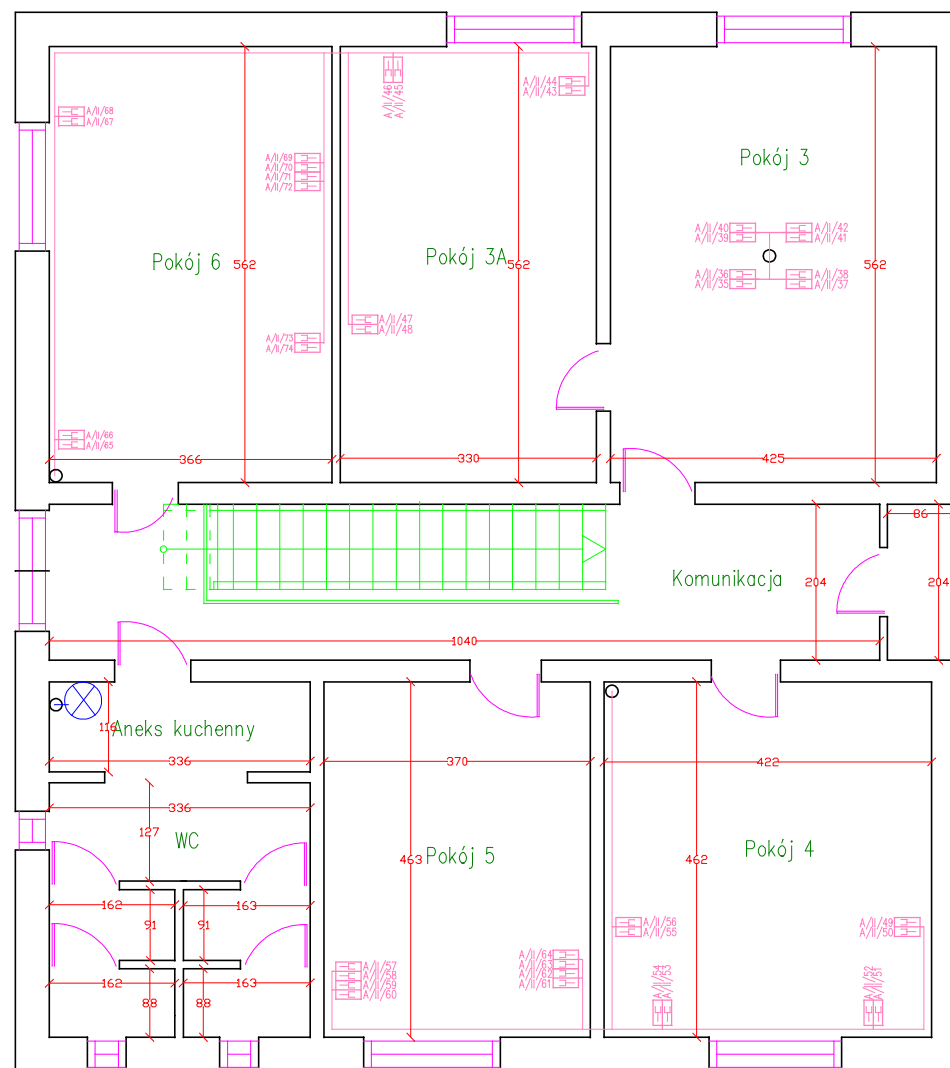 A/II/46
A/II/45
A/II/44
A/II/43
A/II/68
A/II/67
Pokój 3
A/II/69
A/II/70
A/II/71
A/II/72
A/II/40
A/II/39
A/II/42
A/II/41
Pokój 6
562
Pokój 3A
562
562
A/II/36
A/II/35
A/II/38
A/II/37
A/II/47
A/II/48
A/II/73
A/II/74
A/II/66
A/II/65
366
330
425
86
Komunikacja
204
204
1040
116
Aneks kuchenny
336
370
422
336
127
WC
463
Pokój 5
462
Pokój 4
162
163
91
91
A/II/56
A/II/55
A/II/49
A/II/50
A/II/64
A/II/63
A/II/62
A/II/61
A/II/57
A/II/58
A/II/59
A/II/60
A/II/54
A/II/53
A/II/52
A/II/51
162
163
88
88